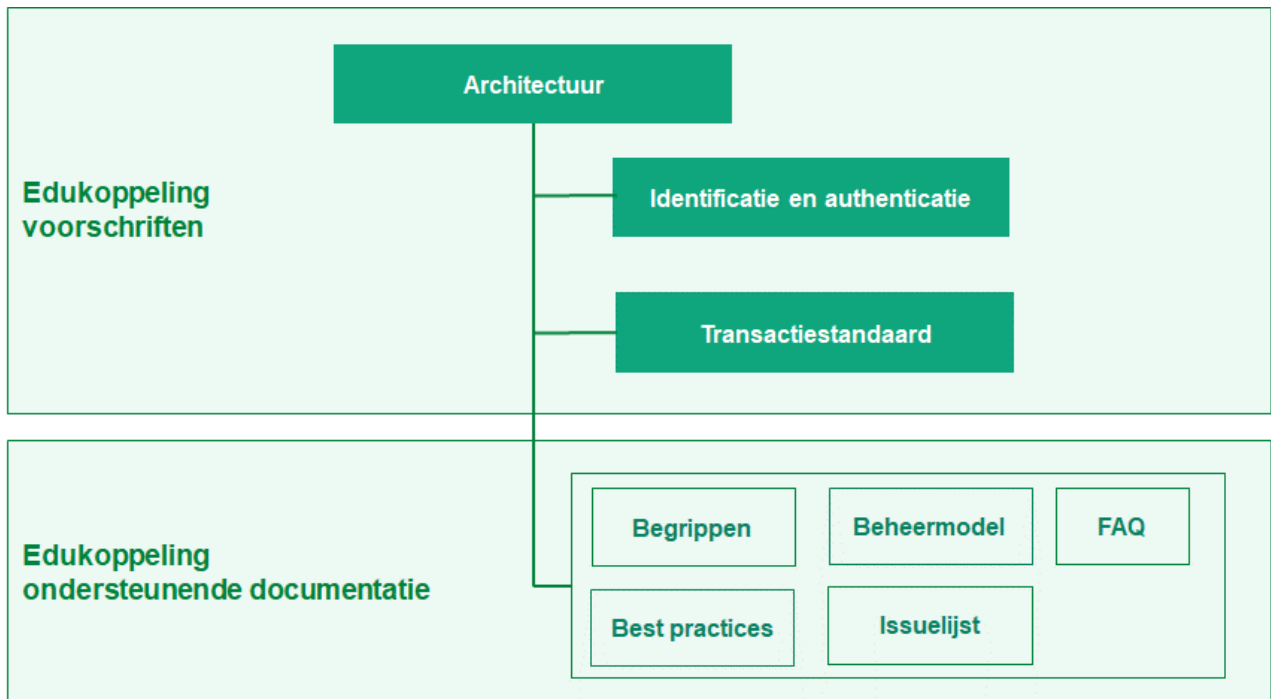 Architectuur
Identificatie en authenticatie
Edukoppeling
voorschriften
Transactiestandaard
Begrippen
Beheermodel
FAQ
Edukoppeling
ondersteunende documentatie
Best practices
Issuelijst